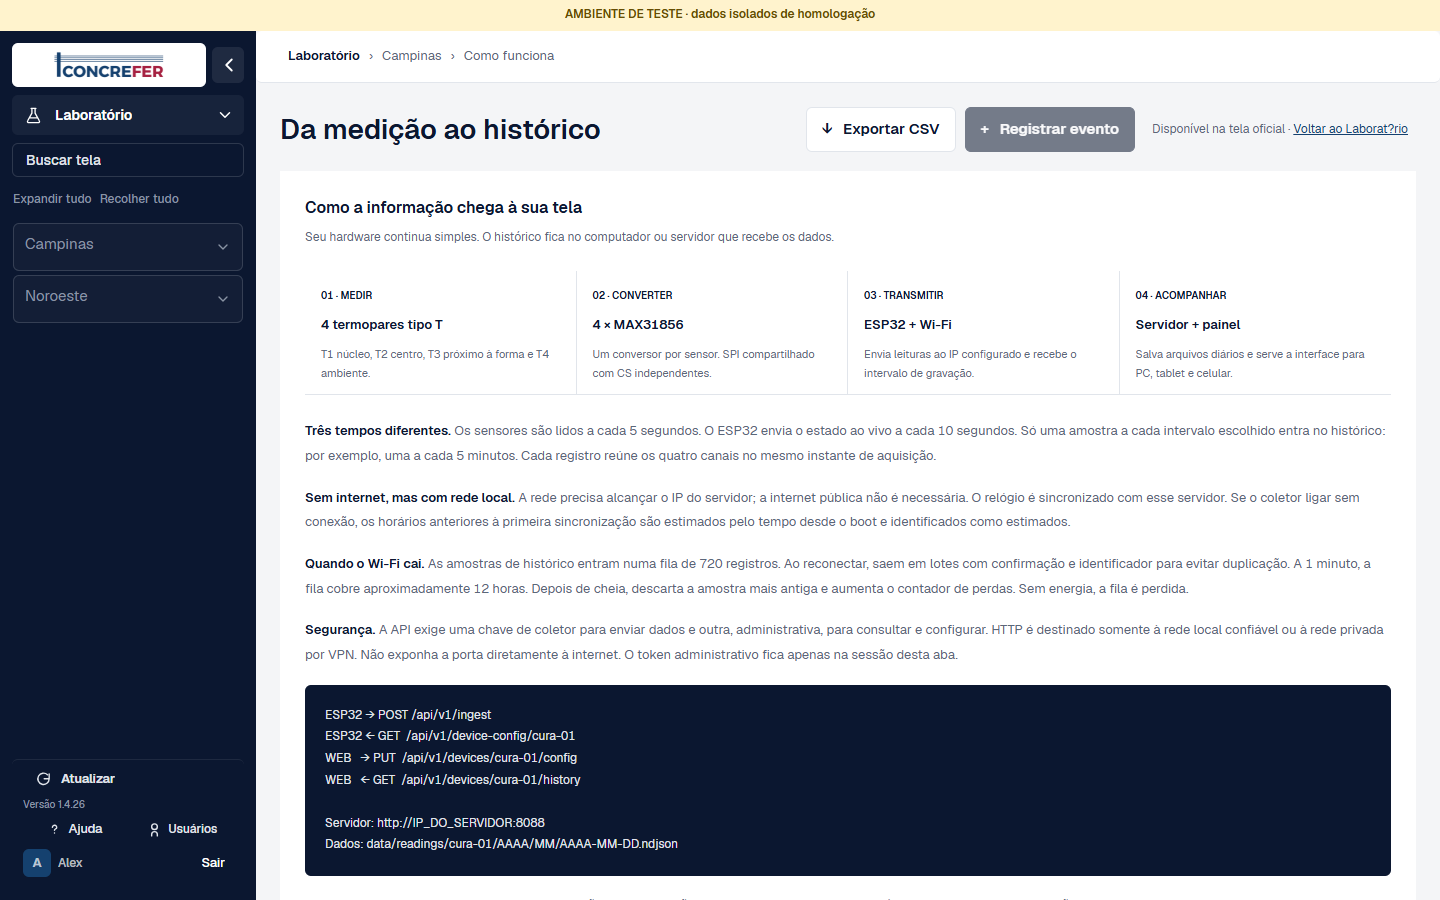 AMBIENTE DE TESTE · dados isolados de homologação
CONCREFER
Laboratório
Buscar tela
Expandir tudo Recolher tudo
Campinas
Noroeste
Atualizar
Versão 1.4.26
? Ajuda
Usuários
A Alex
Sair
Laboratório › Campinas › Como funciona
Da medição ao histórico
↓ Exportar CSV
+ Registrar evento
Disponível na tela oficial · Voltar ao Laborat?rio
Como a informação chega à sua tela
Seu hardware continua simples. O histórico fica no computador ou servidor que recebe os dados.
01 · MEDIR
4 termopares tipo T
T1 núcleo, T2 centro, T3 próximo à forma e T4
ambiente.
02 · CONVERTER
4 × MAX31856
Um conversor por sensor. SPI compartilhado
com CS independentes.
03 · TRANSMITIR
ESP32 + Wi-Fi
Envia leituras ao IP configurado e recebe o
intervalo de gravação.
04 · ACOMPANHAR
Servidor + painel
Salva arquivos diários e serve a interface para
PC, tablet e celular.
Três tempos diferentes. Os sensores são lidos a cada 5 segundos. O ESP32 envia o estado ao vivo a cada 10 segundos. Só uma amostra a cada intervalo escolhido entra no histórico:
por exemplo, uma a cada 5 minutos. Cada registro reúne os quatro canais no mesmo instante de aquisição.
Sem internet, mas com rede local. A rede precisa alcançar o IP do servidor; a internet pública não é necessária. O relógio é sincronizado com esse servidor. Se o coletor ligar sem
conexão, os horários anteriores à primeira sincronização são estimados pelo tempo desde o boot e identificados como estimados.
Quando o Wi-Fi cai. As amostras de histórico entram numa fila de 720 registros. Ao reconectar, saem em lotes com confirmação e identificador para evitar duplicação. A 1 minuto, a
fila cobre aproximadamente 12 horas. Depois de cheia, descarta a amostra mais antiga e aumenta o contador de perdas. Sem energia, a fila é perdida.
Segurança. A API exige uma chave de coletor para enviar dados e outra, administrativa, para consultar e configurar. HTTP é destinado somente à rede local confiável ou à rede privada
por VPN. Não exponha a porta diretamente à internet. O token administrativo fica apenas na sessão desta aba.
ESP32 → POST /api/v1/ingest
ESP32 ← GET /api/v1/device-config/cura-01
WEB → PUT /api/v1/devices/cura-01/config
WEB ← GET /api/v1/devices/cura-01/history
Servidor: http://IP_DO_SERVIDOR:8088
Dados: data/readings/cura-01/AAAA/MM/AAAA-MM-DD.ndjson